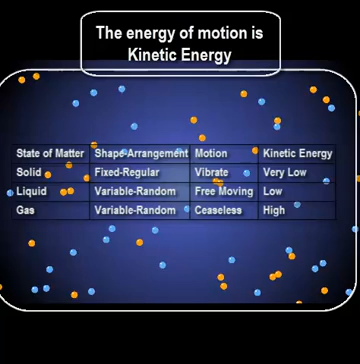 The energy of motion is
Kinetic Energy
State of Matter Shape Arrangement Motion Kinetic Energy
Solid Fixed-Regular Vibrate Very Low
Liquid Variable-Random Free Moving Low
Gas Variable-Random Ceaseless High